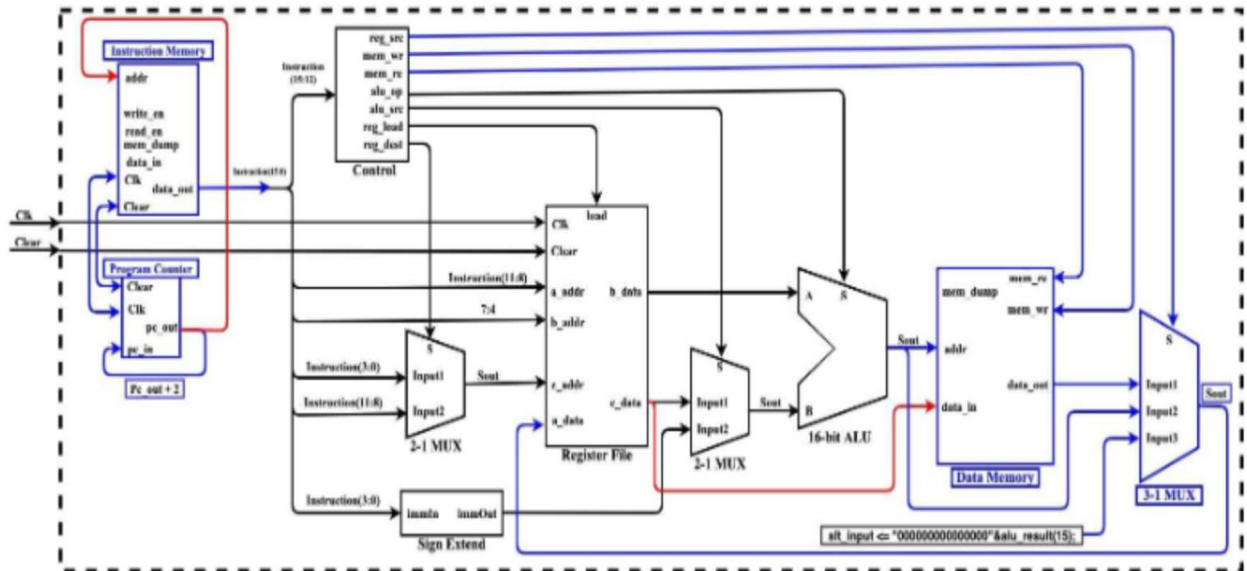 reg_src
Instruction Memory
mem_wr
Instruction
(15:12)
mem_re
addr
alu_op
alu_src
write_en
reg_load
read_en
mem_dump
reg_dest
data_in
Control
Clk
data_out
Instruction(15:0)
Clear
load
Clk
Clk
Clear
Clear
Program Counter
Instruction(11:8)
a_addr
b_data
A
S
mem_re
Clear
mem_dump
Clk
7:4
b_addr
mem_wr
pc_out
S
S
Sout
addr
S
pc_in
Instruction(3:0)
Input1
Sout
c_addr
data_out
Input1
Sout
Pc_out + 2
Instruction(11:8)
Input2
c_data
Input1
Sout
B
data_in
Input2
a_data
Input2
16-bit ALU
Input3
2-1 MUX
Register File
2-1 MUX
Data Memory
3-1 MUX
Instruction(3:0)
immIn
immOut
Sign Extend
slt_input <= "000000000000000"&alu_result(15);